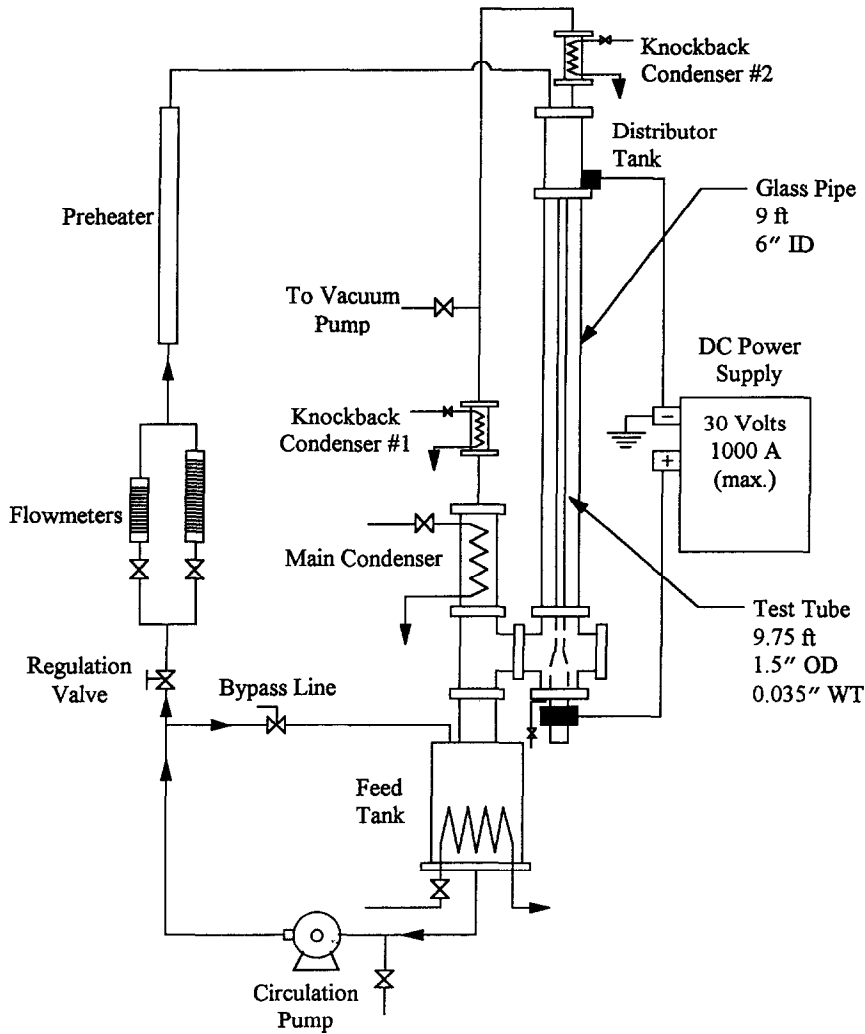 Knockback
Condenser #2
Distributor
Tank
Glass Pipe
9 ft
6″ ID
Preheater
To Vacuum
Pump
DC Power
Supply
30 Volts
1000 A
(max.)
−
+
Knockback
Condenser #1
Flowmeters
Main Condenser
Test Tube
9.75 ft
1.5″ OD
0.035″ WT
Regulation
Valve
Bypass Line
Feed
Tank
Circulation
Pump